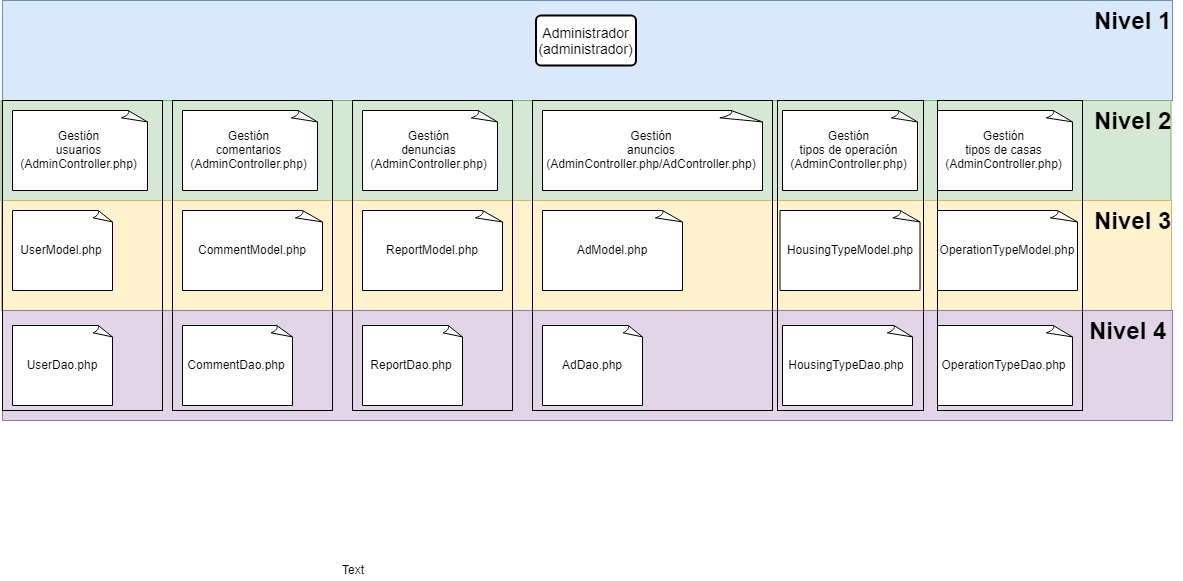 Nivel 1
Administrador
(administrador)
Nivel 2
Gestión
usuarios
(AdminController.php)
Gestión
comentarios
(AdminController.php)
Gestión
denuncias
(AdminController.php)
Gestión
anuncios
(AdminController.php/AdController.php)
Gestión
tipos de operación
(AdminController.php)
Gestión
tipos de casas
(AdminController.php)
Nivel 3
UserModel.php
CommentModel.php
ReportModel.php
AdModel.php
HousingTypeModel.php
OperationTypeModel.php
Nivel 4
UserDao.php
CommentDao.php
ReportDao.php
AdDao.php
HousingTypeDao.php
OperationTypeDao.php
Text